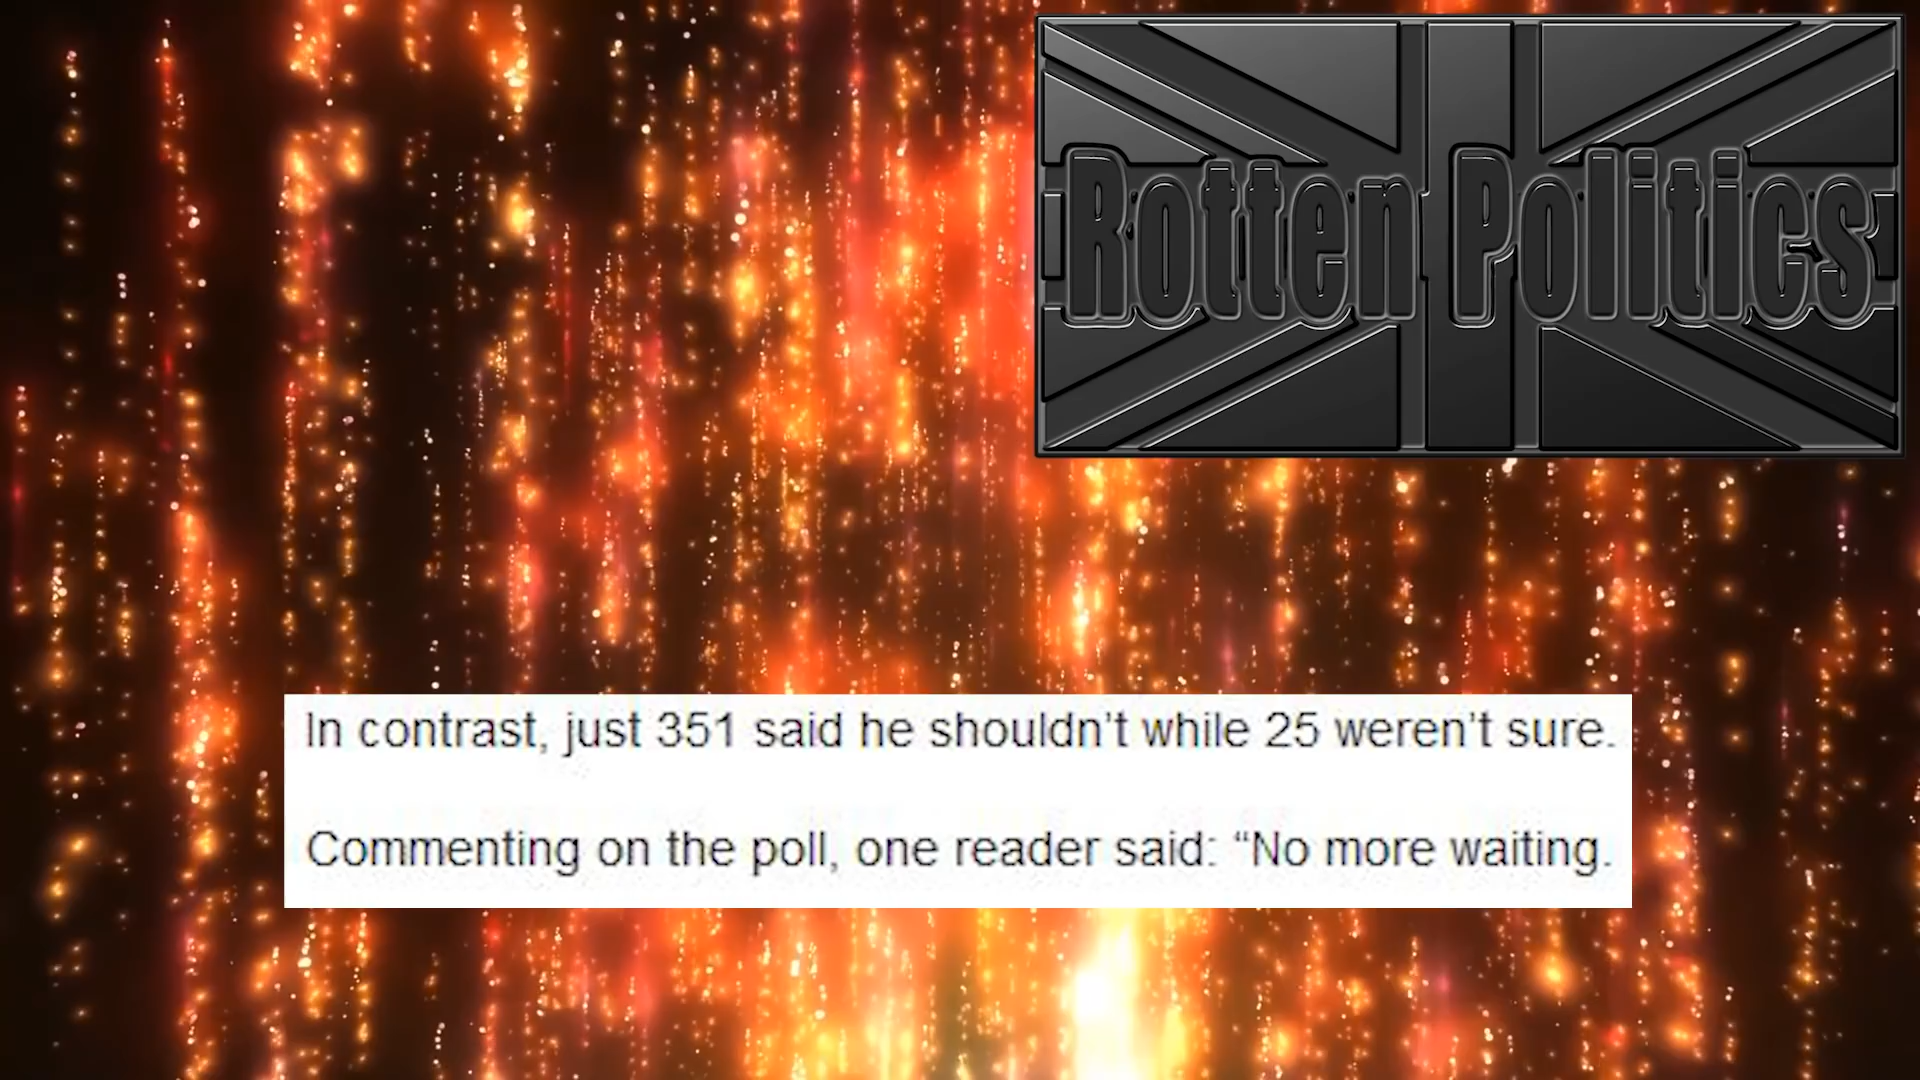 Rotten Politics
In contrast, just 351 said he shouldn’t while 25 weren’t sure.
Commenting on the poll, one reader said: “No more waiting.